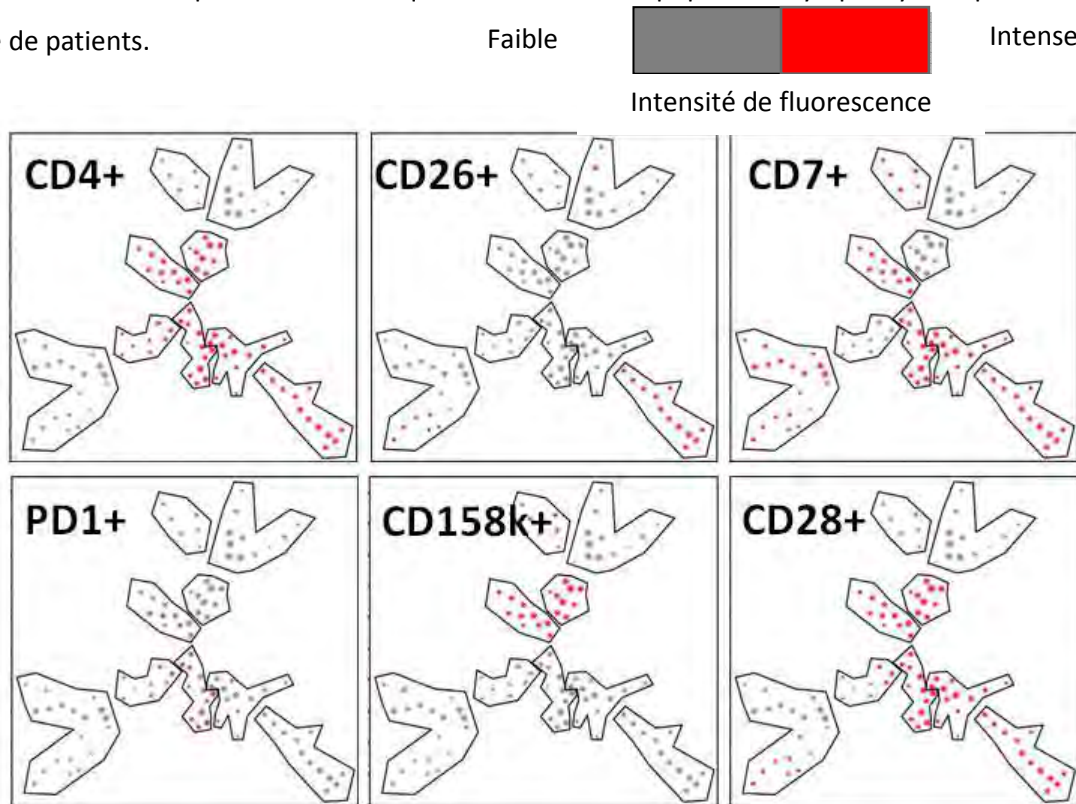 de patients.
Faible
Intense
Intensité de fluorescence
CD4+
CD26+
CD7+
PD1+
CD158k+
CD28+